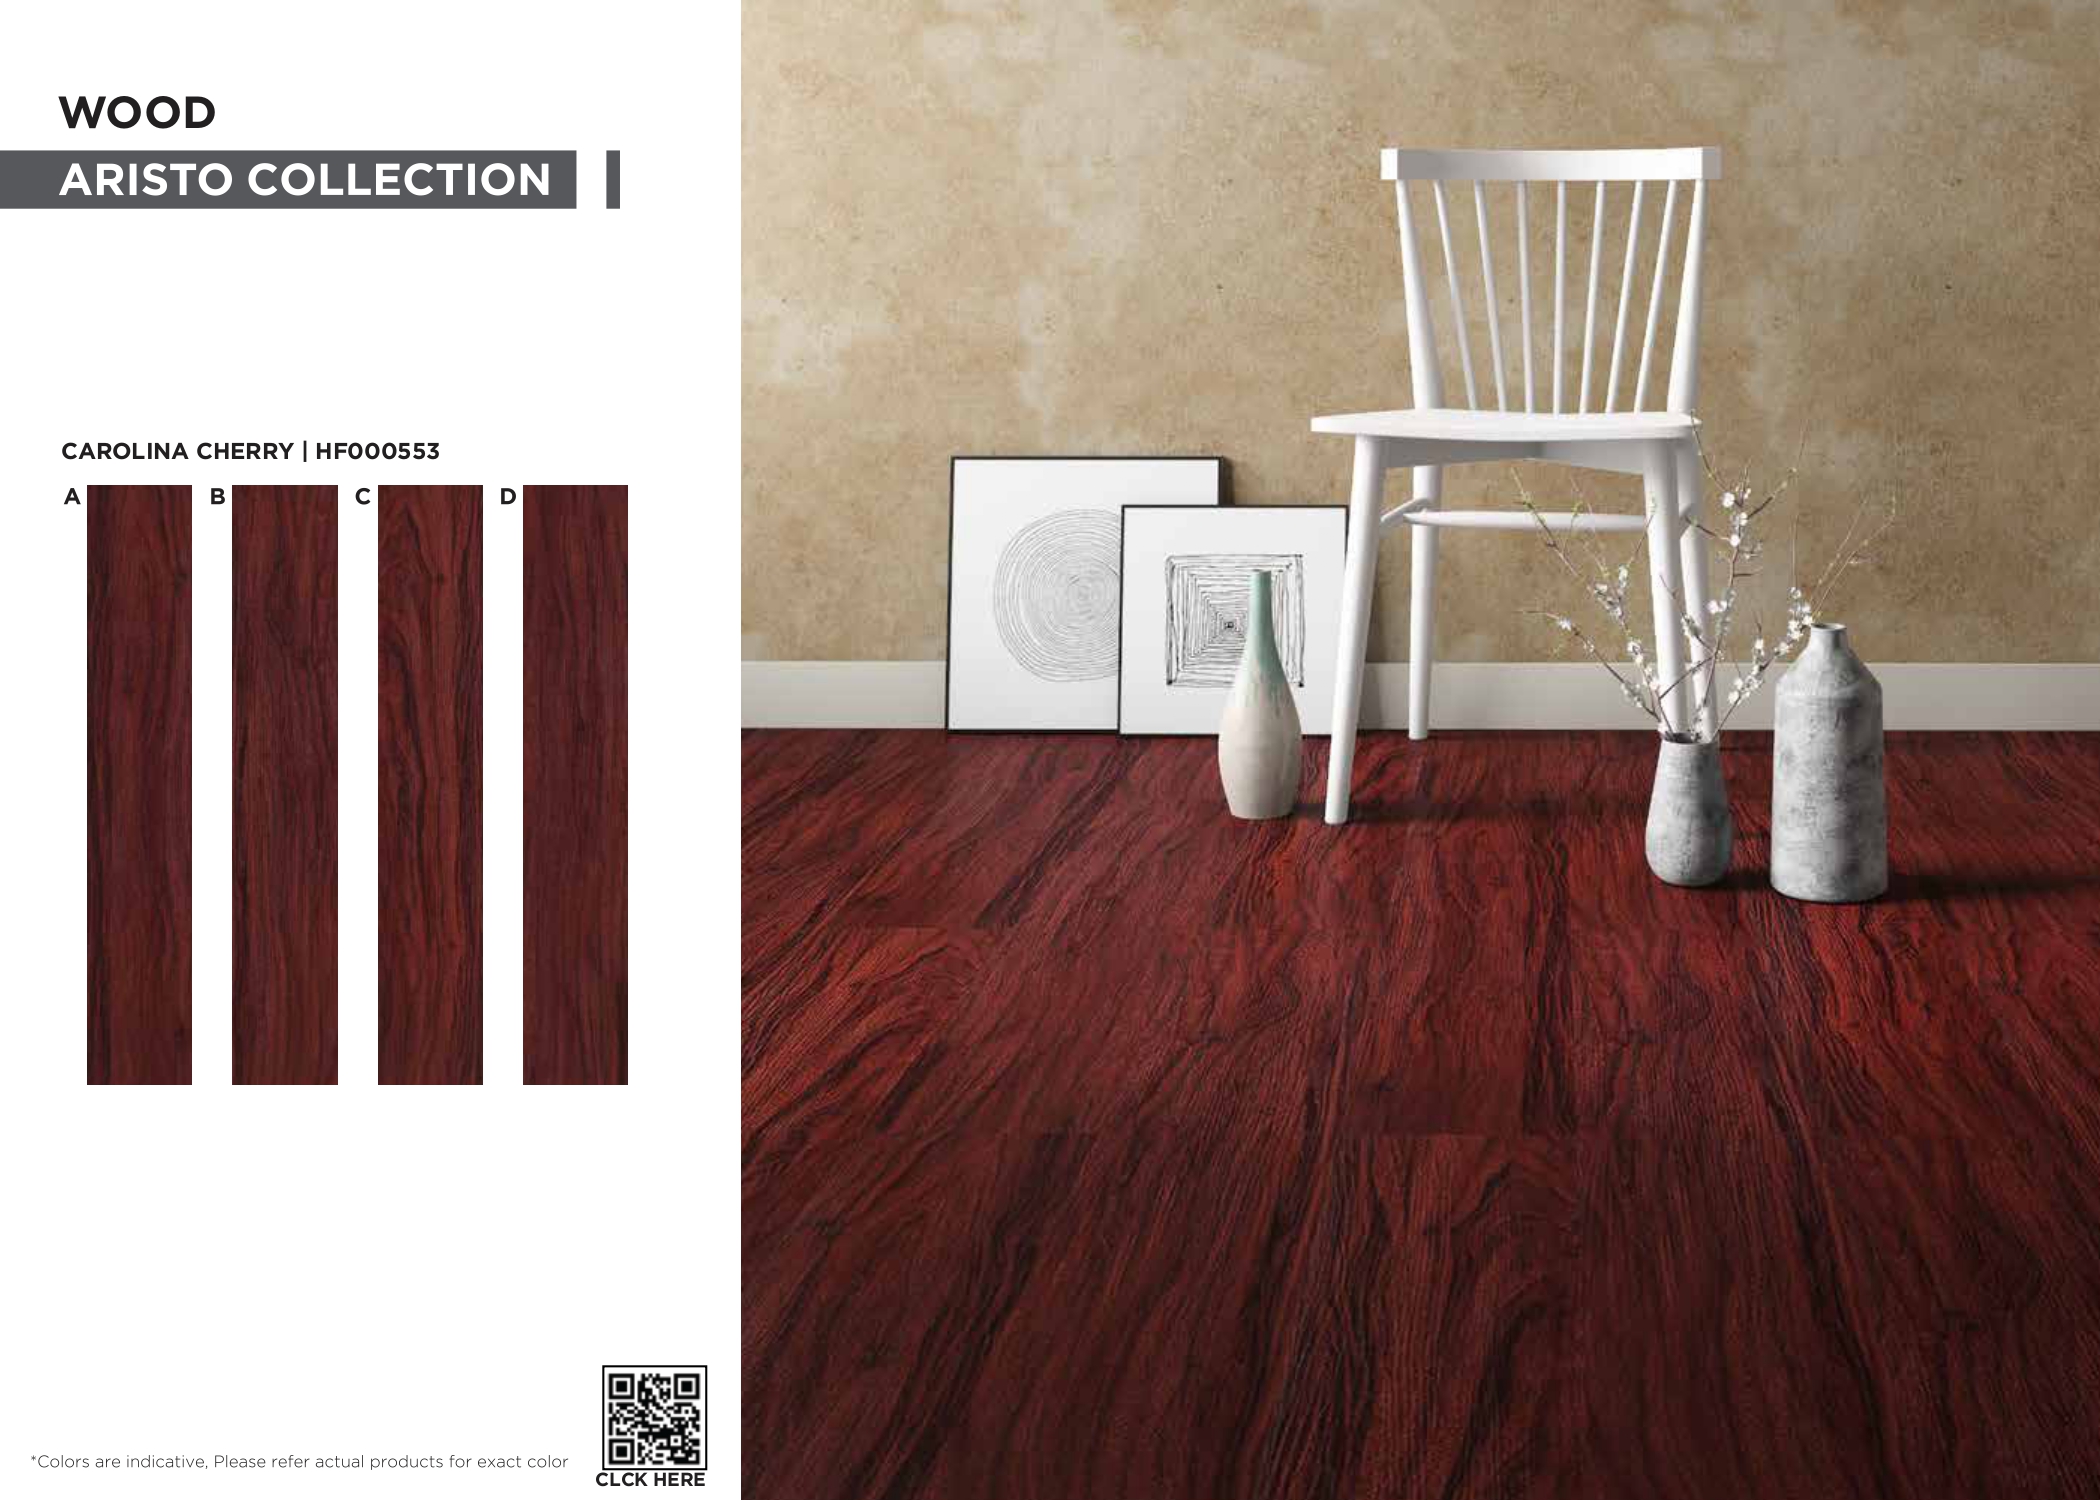 WOOD
ARISTO COLLECTION
CAROLINA CHERRY | HF000553
A
B
C
D
*Colors are indicative, Please refer actual products for exact color
CLCK HERE